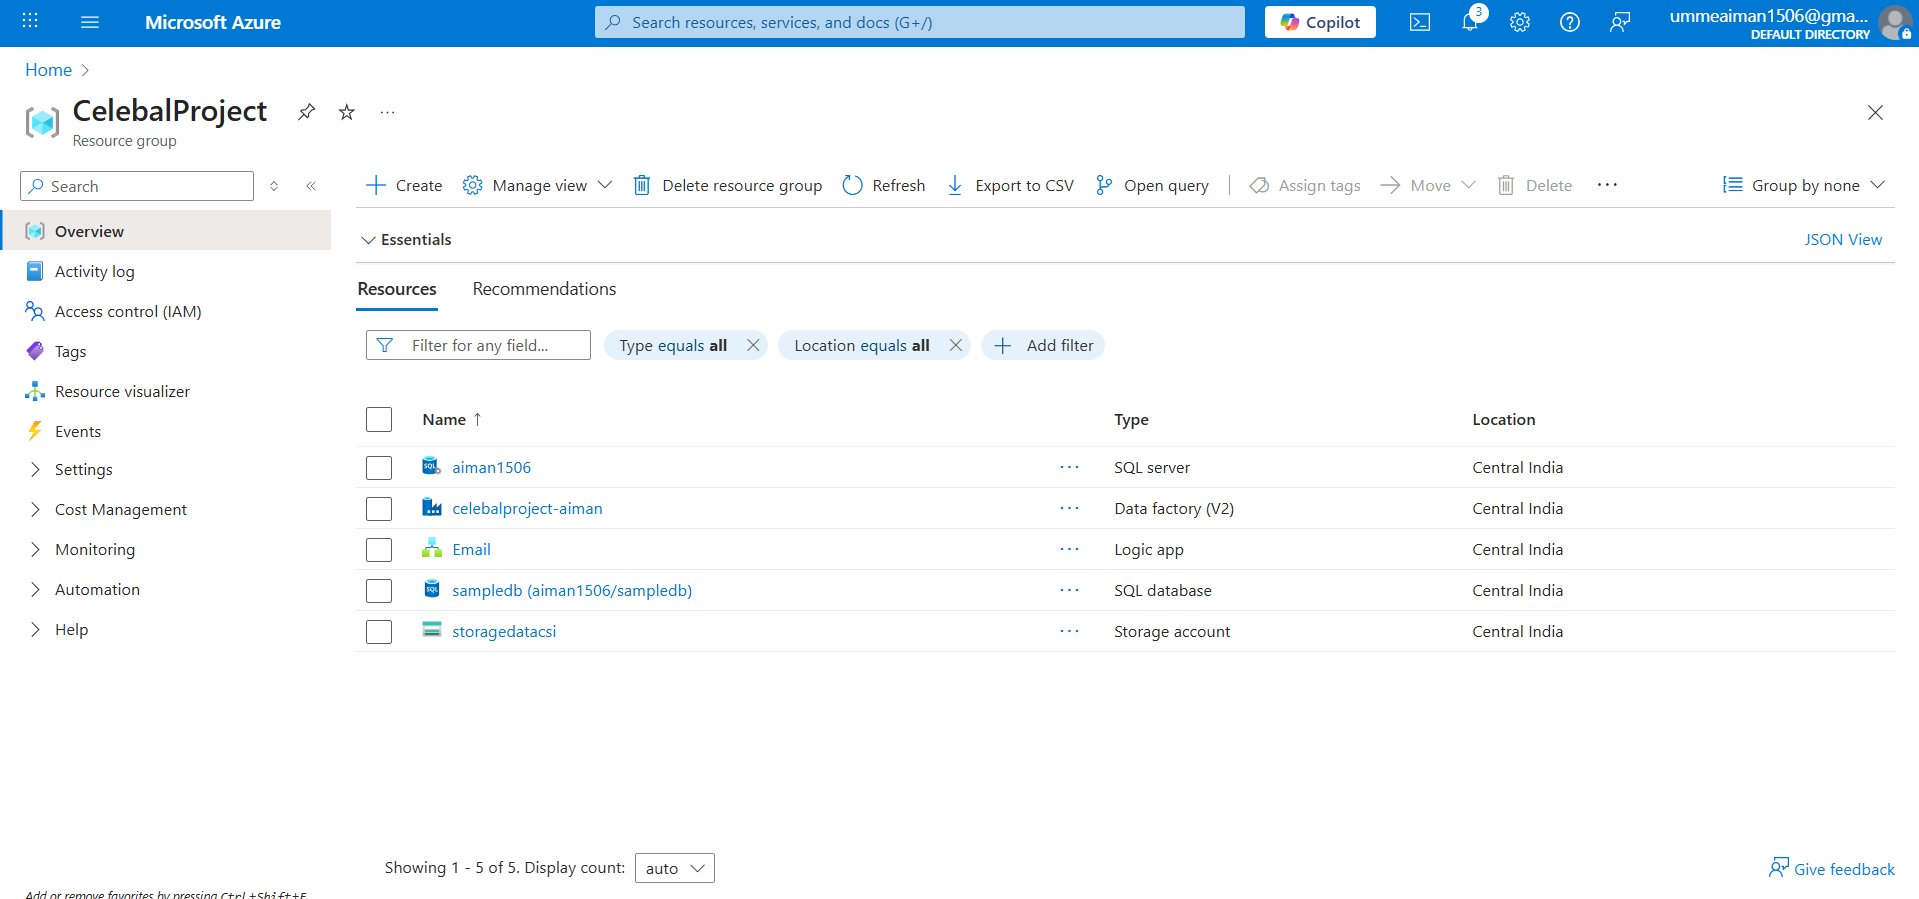 Microsoft Azure
Search resources, services, and docs (G+/)
Copilot
3
ummeaiman1506@gma...
DEFAULT DIRECTORY
Home
CelebalProject
Resource group
Search
Create
Manage view
Delete resource group
Refresh
Export to CSV
Open query
Assign tags
Move
Delete
Group by none
Overview
Activity log
Access control (IAM)
Tags
Resource visualizer
Events
Settings
Cost Management
Monitoring
Automation
Help
Essentials
JSON View
Resources
Recommendations
Filter for any field...
Type equals all
Location equals all
Add filter
Name ↑ Type Location
aiman1506 SQL server Central India
celebalproject-aiman Data factory (V2) Central India
Email Logic app Central India
sampledb (aiman1506/sampledb) SQL database Central India
storagedatacsi Storage account Central India
Showing 1 - 5 of 5. Display count: auto
Give feedback
Add or remove favorites by pressing Ctrl+Shift+F